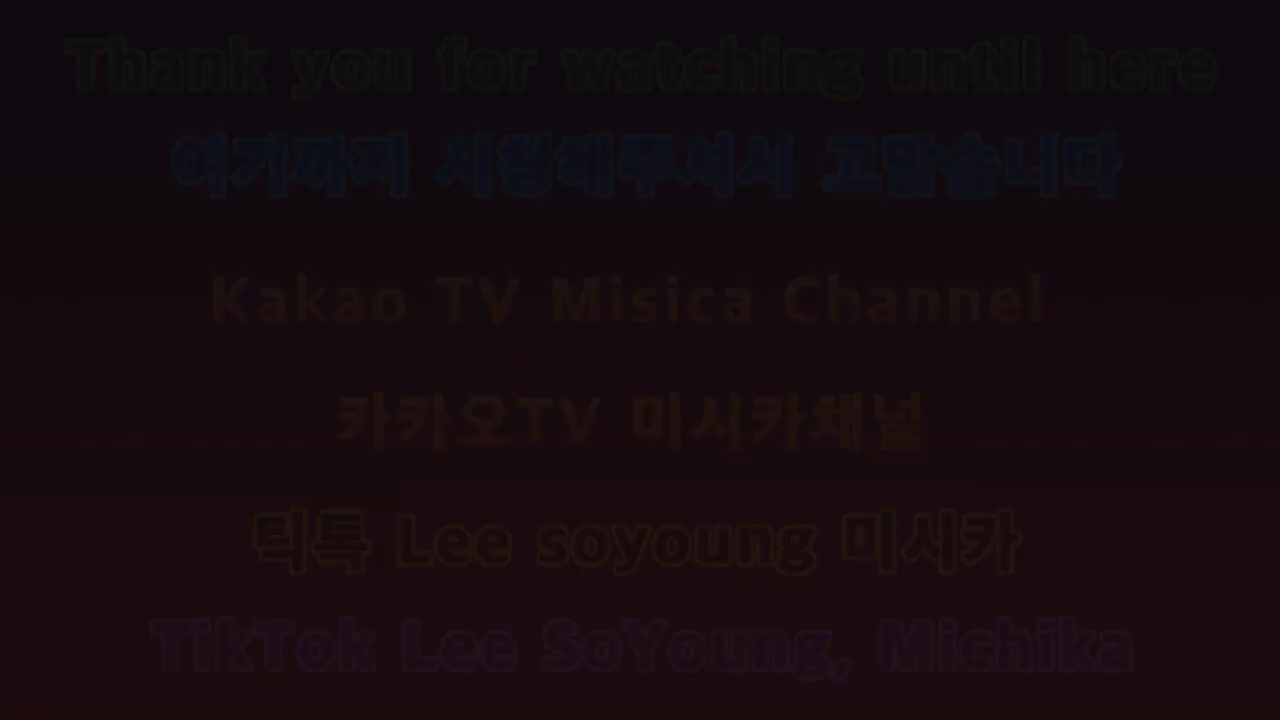 Thank you for watching until here
여기까지 시청해주셔서 고맙습니다
Kakao TV Misica Channel
카카오TV 미시카채널
틱톡 Lee soyoung 미시카
TikTok Lee SoYoung, Michika